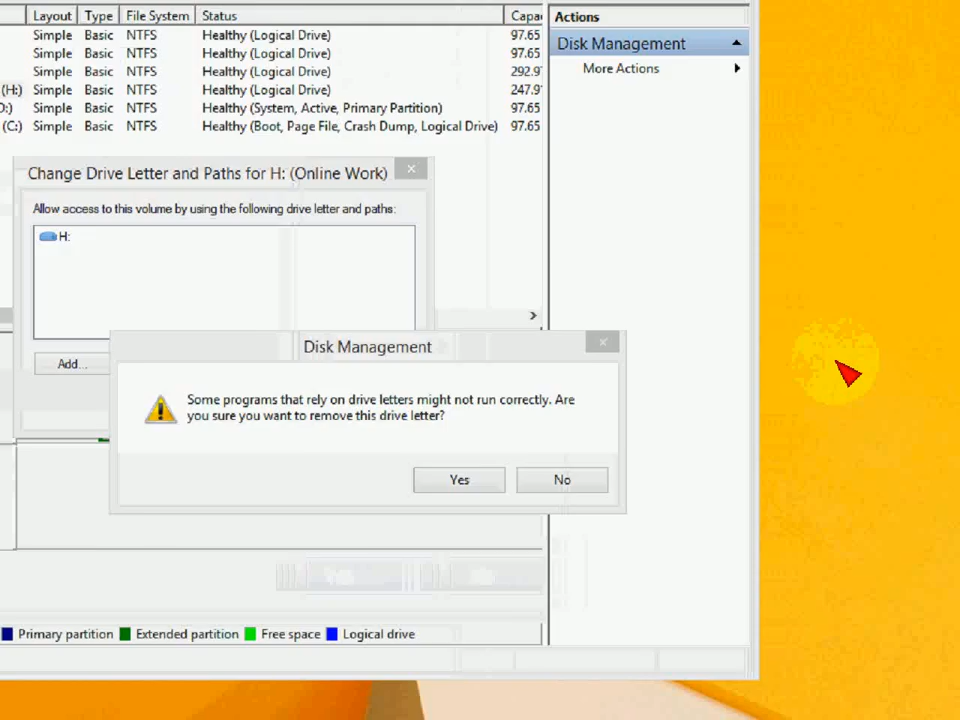 Layout Type File System Status Capac Actions
Simple Basic NTFS Healthy (Logical Drive) 97.65
Disk Management
Simple Basic NTFS Healthy (Logical Drive) 97.65
More Actions
Simple Basic NTFS Healthy (Logical Drive) 292.9
(H:) Simple Basic NTFS Healthy (Logical Drive) 247.9
D:) Simple Basic NTFS Healthy (System, Active, Primary Partition) 97.65
(C:) Simple Basic NTFS Healthy (Boot, Page File, Crash Dump, Logical Drive) 97.65
Change Drive Letter and Paths for H: (Online Work)
Allow access to this volume by using the following drive letter and paths:
H:
Add...
Disk Management
Some programs that rely on drive letters might not run correctly. Are
you sure you want to remove this drive letter?
Yes No
Primary partition Extended partition Free space Logical drive